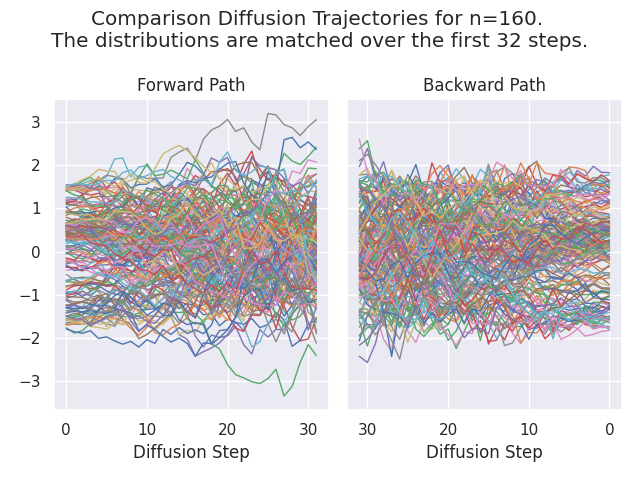 Comparison Diffusion Trajectories for n=160.
The distributions are matched over the first 32 steps.
Forward Path
Backward Path
3
2
1
0
−1
−2
−3
0 10 20 30
30 20 10 0
Diffusion Step
Diffusion Step